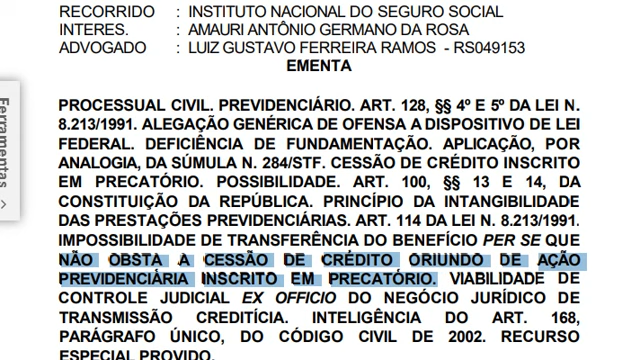 RECORRIDO : INSTITUTO NACIONAL DO SEGURO SOCIAL
INTERES. : AMAURI ANTÔNIO GERMANO DA ROSA
ADVOGADO : LUIZ GUSTAVO FERREIRA RAMOS - RS049153
EMENTA
Ferramentas
PROCESSUAL CIVIL. PREVIDENCIÁRIO. ART. 128, §§ 4º E 5º DA LEI N.
8.213/1991. ALEGAÇÃO GENÉRICA DE OFENSA A DISPOSITIVO DE LEI
FEDERAL. DEFICIÊNCIA DE FUNDAMENTAÇÃO. APLICAÇÃO, POR
ANALOGIA, DA SÚMULA N. 284/STF. CESSÃO DE CRÉDITO INSCRITO
EM PRECATÓRIO. POSSIBILIDADE. ART. 100, §§ 13 E 14, DA
CONSTITUIÇÃO DA REPÚBLICA. PRINCÍPIO DA INTANGIBILIDADE
DAS PRESTAÇÕES PREVIDENCIÁRIAS. ART. 114 DA LEI N. 8.213/1991.
IMPOSSIBILIDADE DE TRANSFERÊNCIA DO BENEFÍCIO PER SE QUE
NÃO OBSTA A CESSÃO DE CRÉDITO ORIUNDO DE AÇÃO
PREVIDENCIÁRIA INSCRITO EM PRECATÓRIO. VIABILIDADE DE
CONTROLE JUDICIAL EX OFFICIO DO NEGÓCIO JURÍDICO DE
TRANSMISSÃO CREDITÍCIA. INTELIGÊNCIA DO ART. 168,
PARÁGRAFO ÚNICO, DO CÓDIGO CIVIL DE 2002. RECURSO
ESPECIAL PROVIDO.